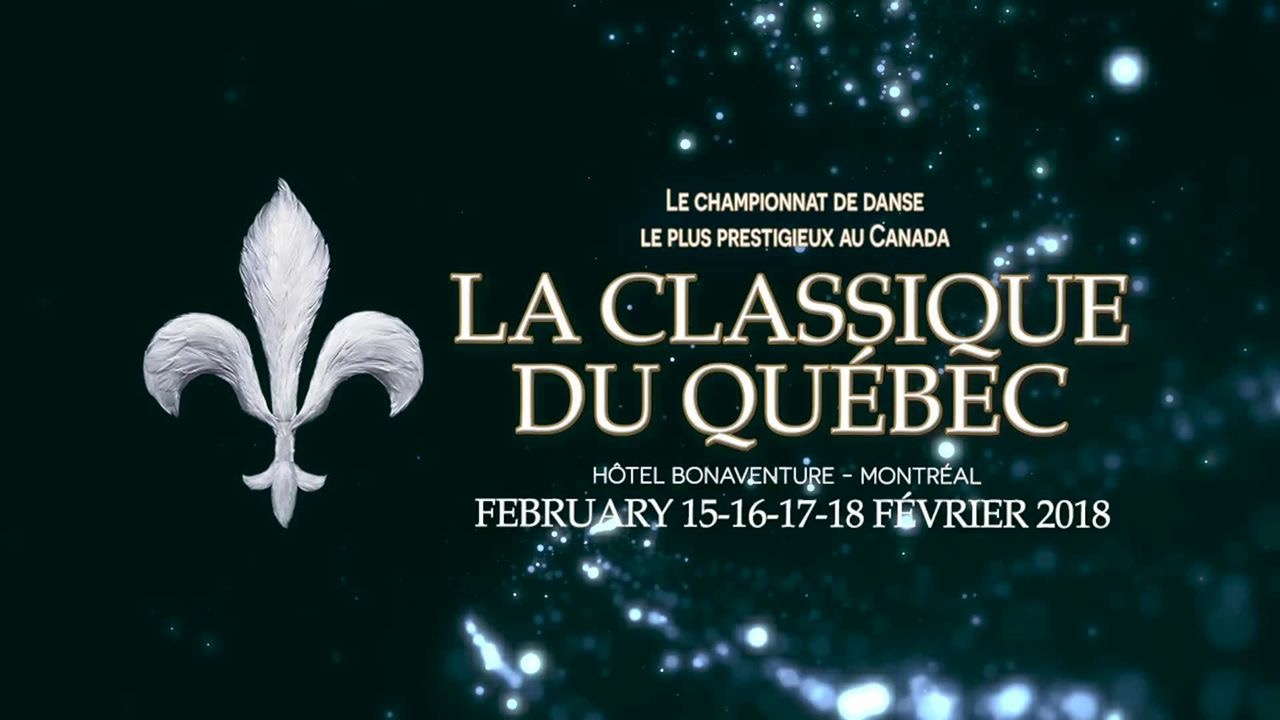 LE CHAMPIONNAT DE DANSE
LE PLUS PRESTIGIEUX AU CANADA
LA CLASSIQUE
DU QUÉBEC
HÔTEL BONAVENTURE - MONTRÉAL
FEBRUARY 15-16-17-18 FÉVRIER 2018